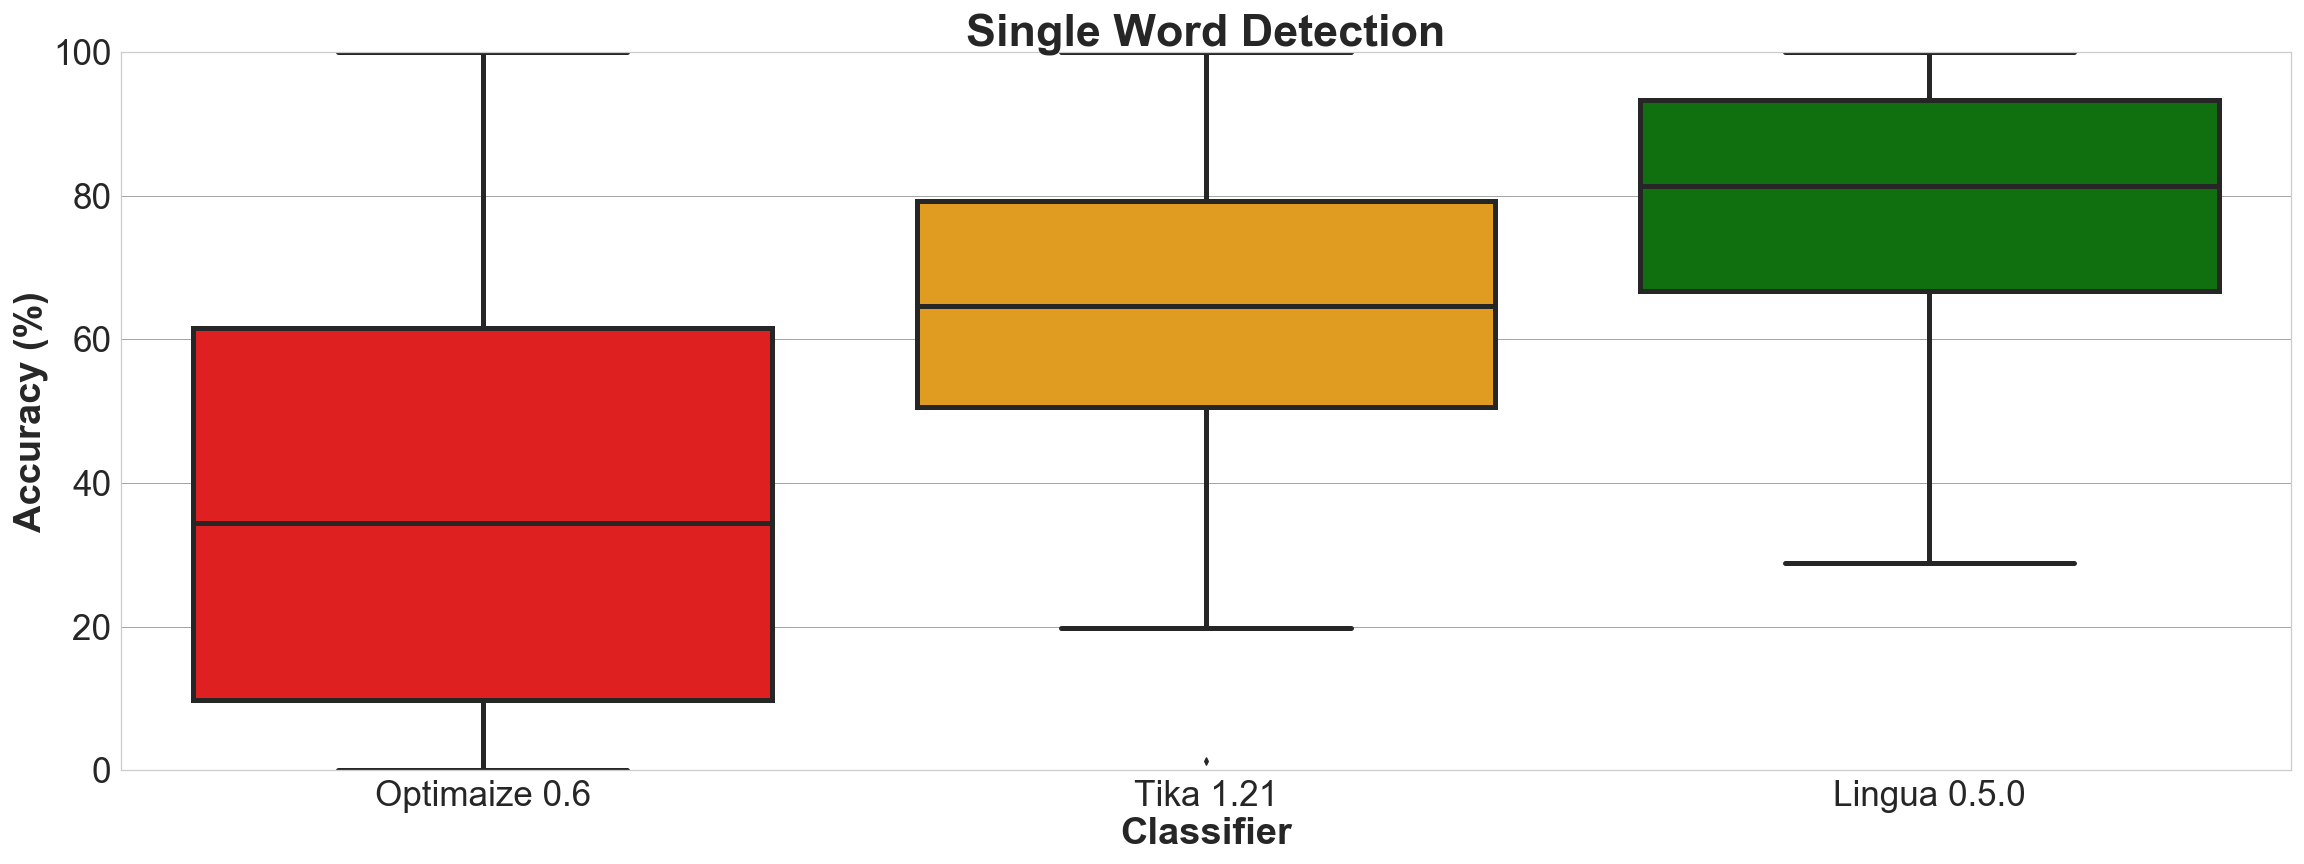 Single Word Detection
Accuracy (%)
100
80
60
40
20
0
Optimaize 0.6
Tika 1.21
Lingua 0.5.0
Classifier